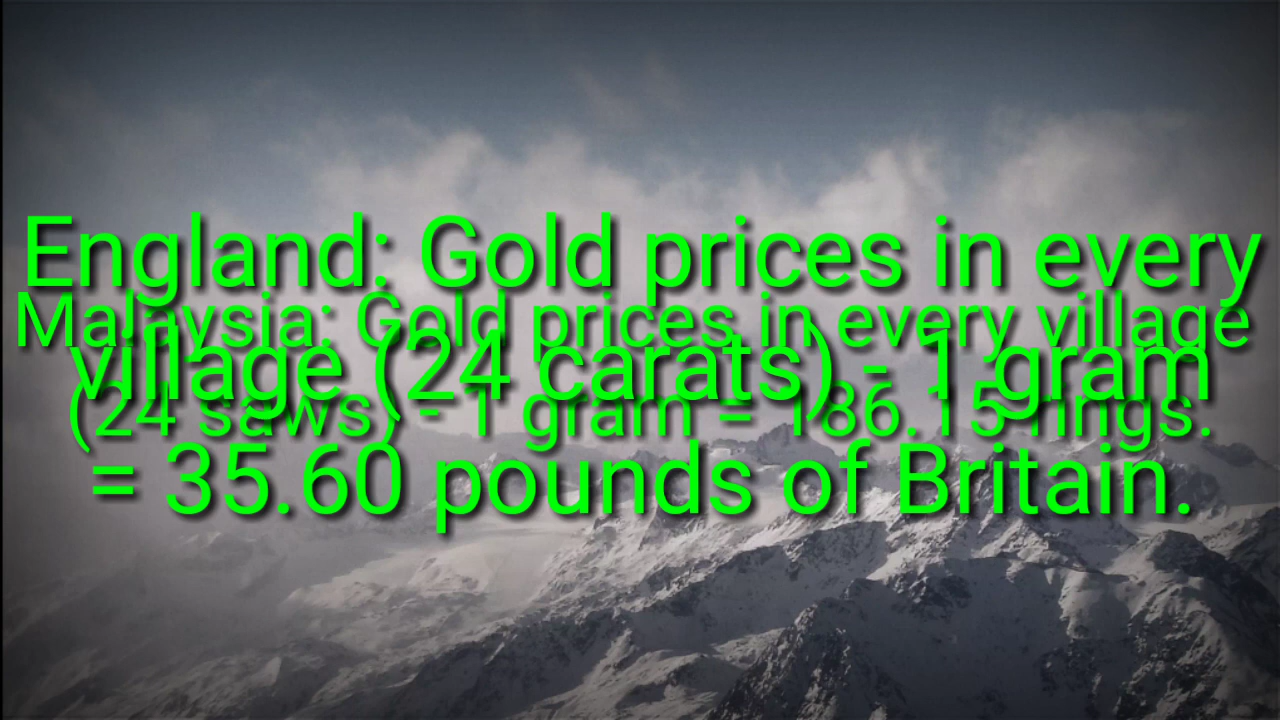 England: Gold prices in every
village (24 carats) - 1 gram
= 35.60 pounds of Britain.
Malaysia: Gold prices in every village
(24 saws) - 1 gram = 186.15 rings.